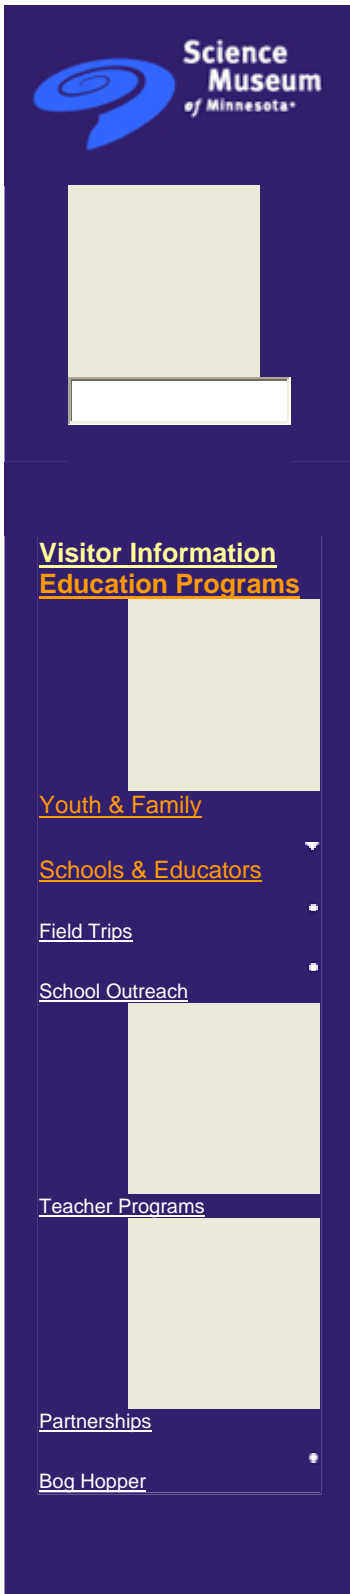 Science
Museum
of Minnesota
Visitor Information
Education Programs
Youth & Family
Schools & Educators
Field Trips
School Outreach
Teacher Programs
Partnerships
Bog Hopper